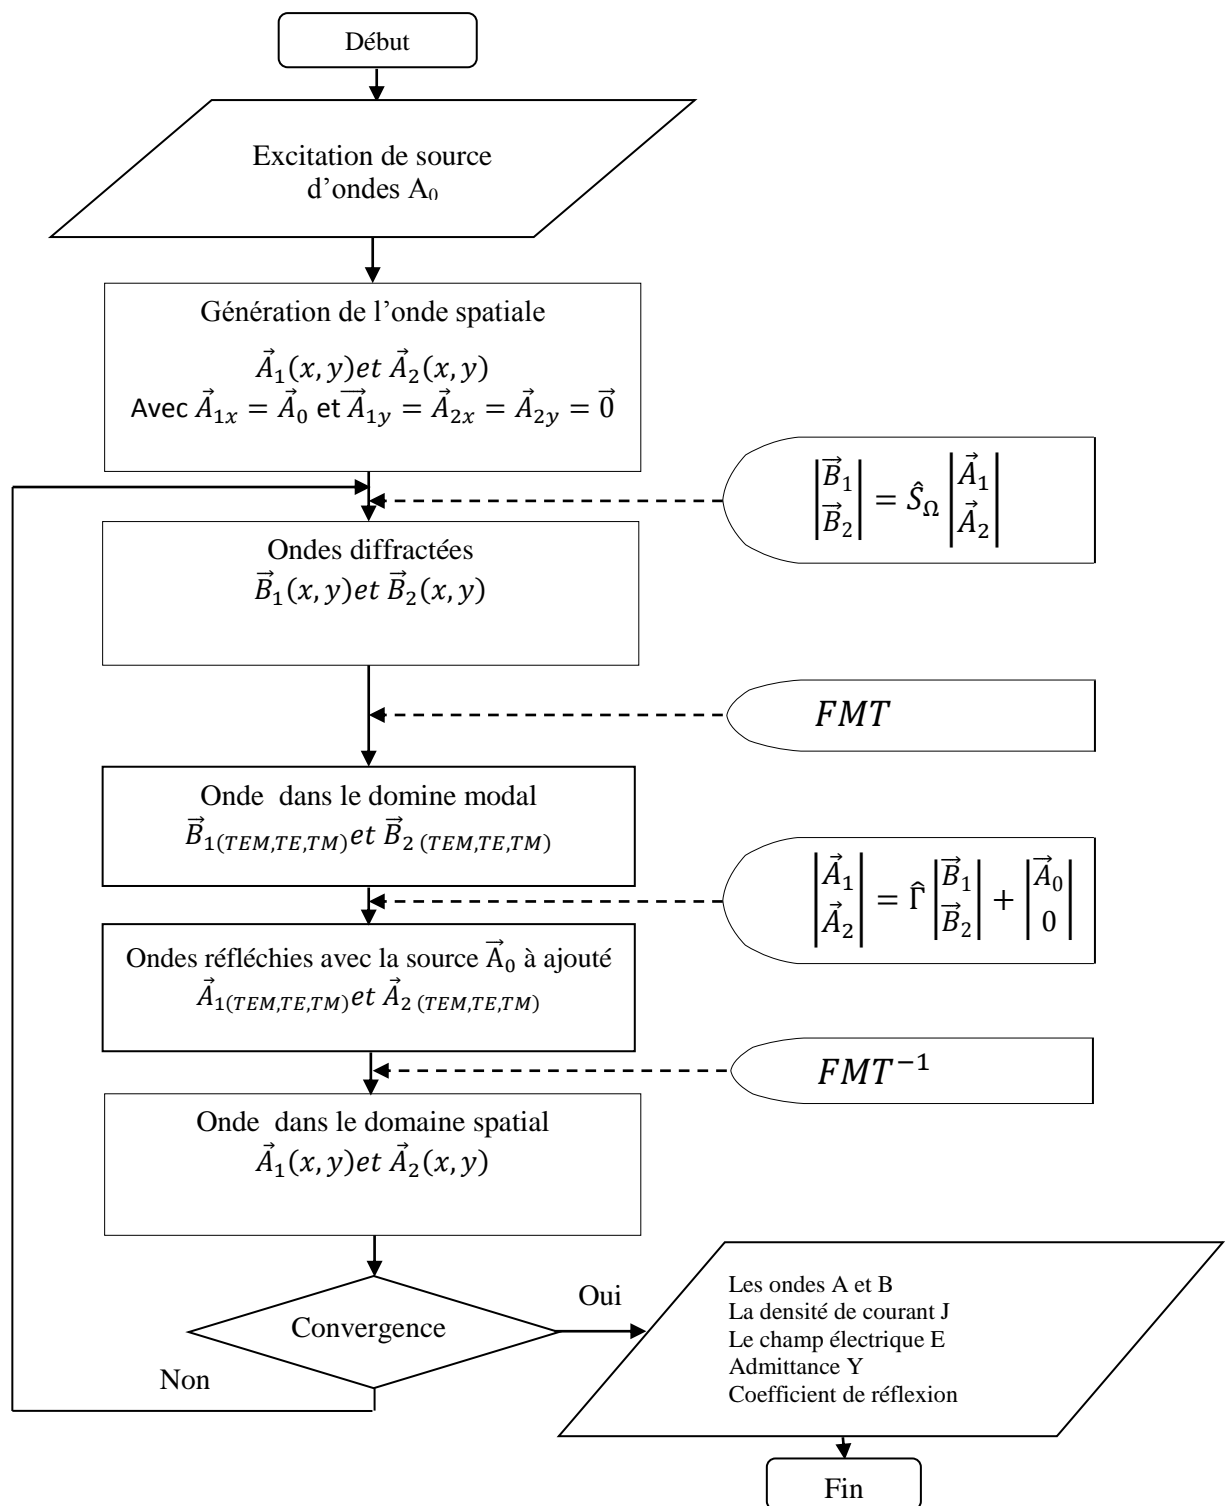 Début
Excitation de source
d’ondes A₀
Génération de l’onde spatiale
A⃗₁(x, y)et A⃗₂(x, y)
Avec A⃗₁ₓ = A⃗₀ et A⃗_{1y} = A⃗₂ₓ = A⃗_{2y} = 0⃗
|B⃗₁| = Ŝ_Ω |A⃗₁|
|B⃗₂| |A⃗₂|
Ondes diffractées
B⃗₁(x, y)et B⃗₂(x, y)
FMT
Onde dans le domine modal
B⃗_{1(TEM,TE,TM)}et B⃗_{2 (TEM,TE,TM)}
|A⃗₁| = Γ̂ |B⃗₁| + |A⃗₀|
|A⃗₂| |B⃗₂| |0|
Ondes réfléchies avec la source A⃗₀ à ajouté
A⃗_{1(TEM,TE,TM)}et A⃗_{2 (TEM,TE,TM)}
FMT⁻¹
Onde dans le domaine spatial
A⃗₁(x, y)et A⃗₂(x, y)
Convergence
Oui
Non
Les ondes A et B
La densité de courant J
Le champ électrique E
Admittance Y
Coefficient de réflexion
Fin